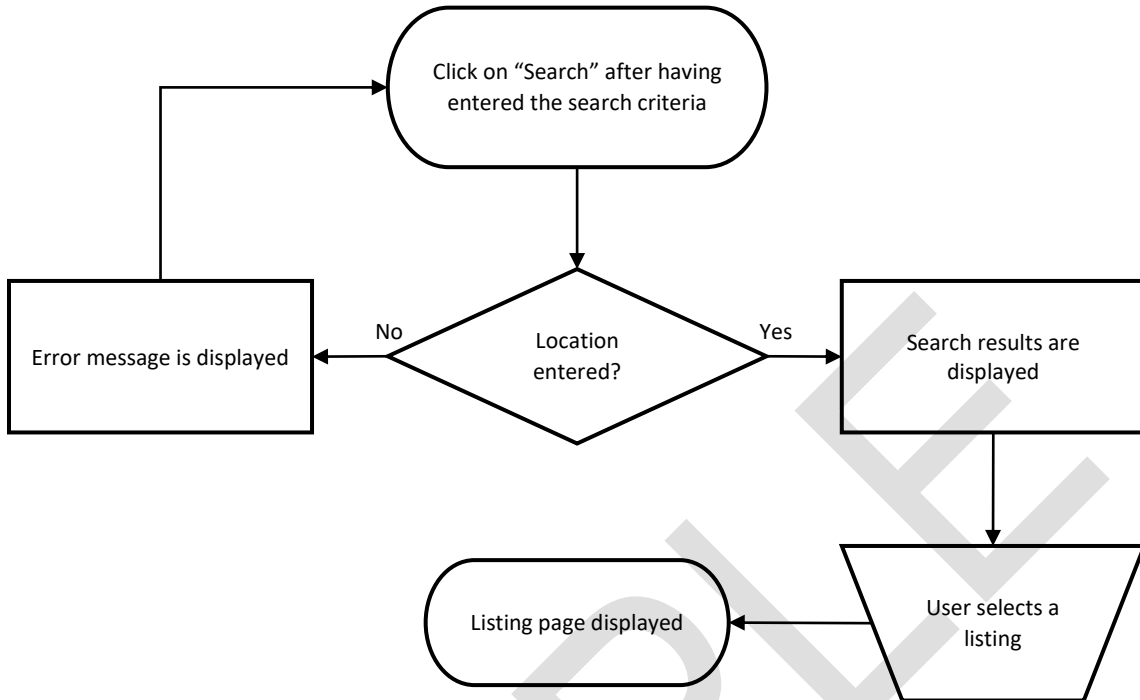 Click on “Search” after having
entered the search criteria
No
Yes
Error message is displayed
Location
entered?
Search results are
displayed
Listing page displayed
User selects a
listing
PLE